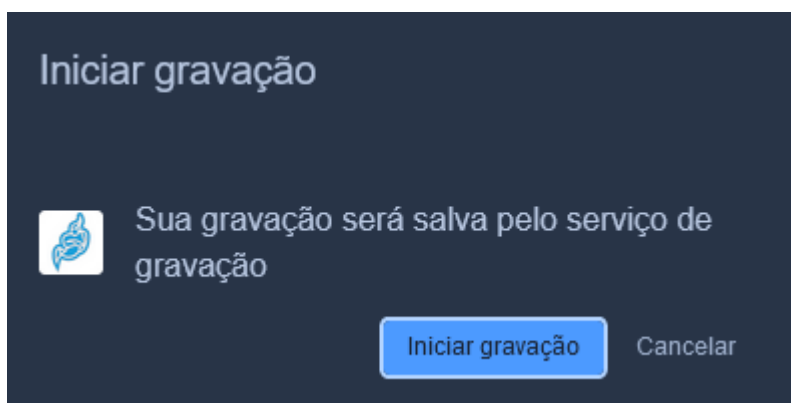 Iniciar gravação
Sua gravação será salva pelo serviço de
gravação
Iniciar gravação
Cancelar